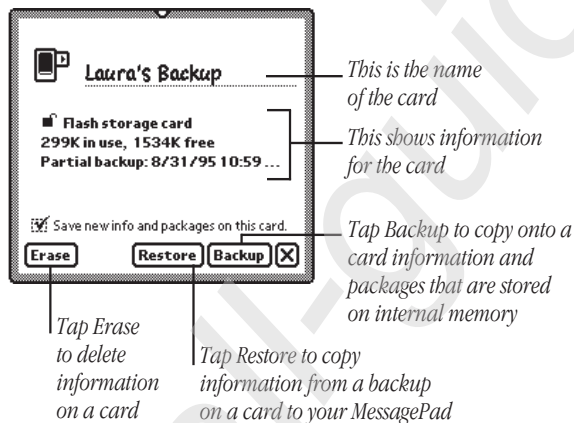 Laura's Backup
Flash storage card
299K in use, 1534K free
Partial backup: 8/31/95 10:59 ...
Save new info and packages on this card.
Erase
Restore
Backup
This is the name
of the card
This shows information
for the card
Tap Backup to copy onto a
card information and
packages that are stored
on internal memory
Tap Erase
to delete
information
on a card
Tap Restore to copy
information from a backup
on a card to your MessagePad
ell-guic